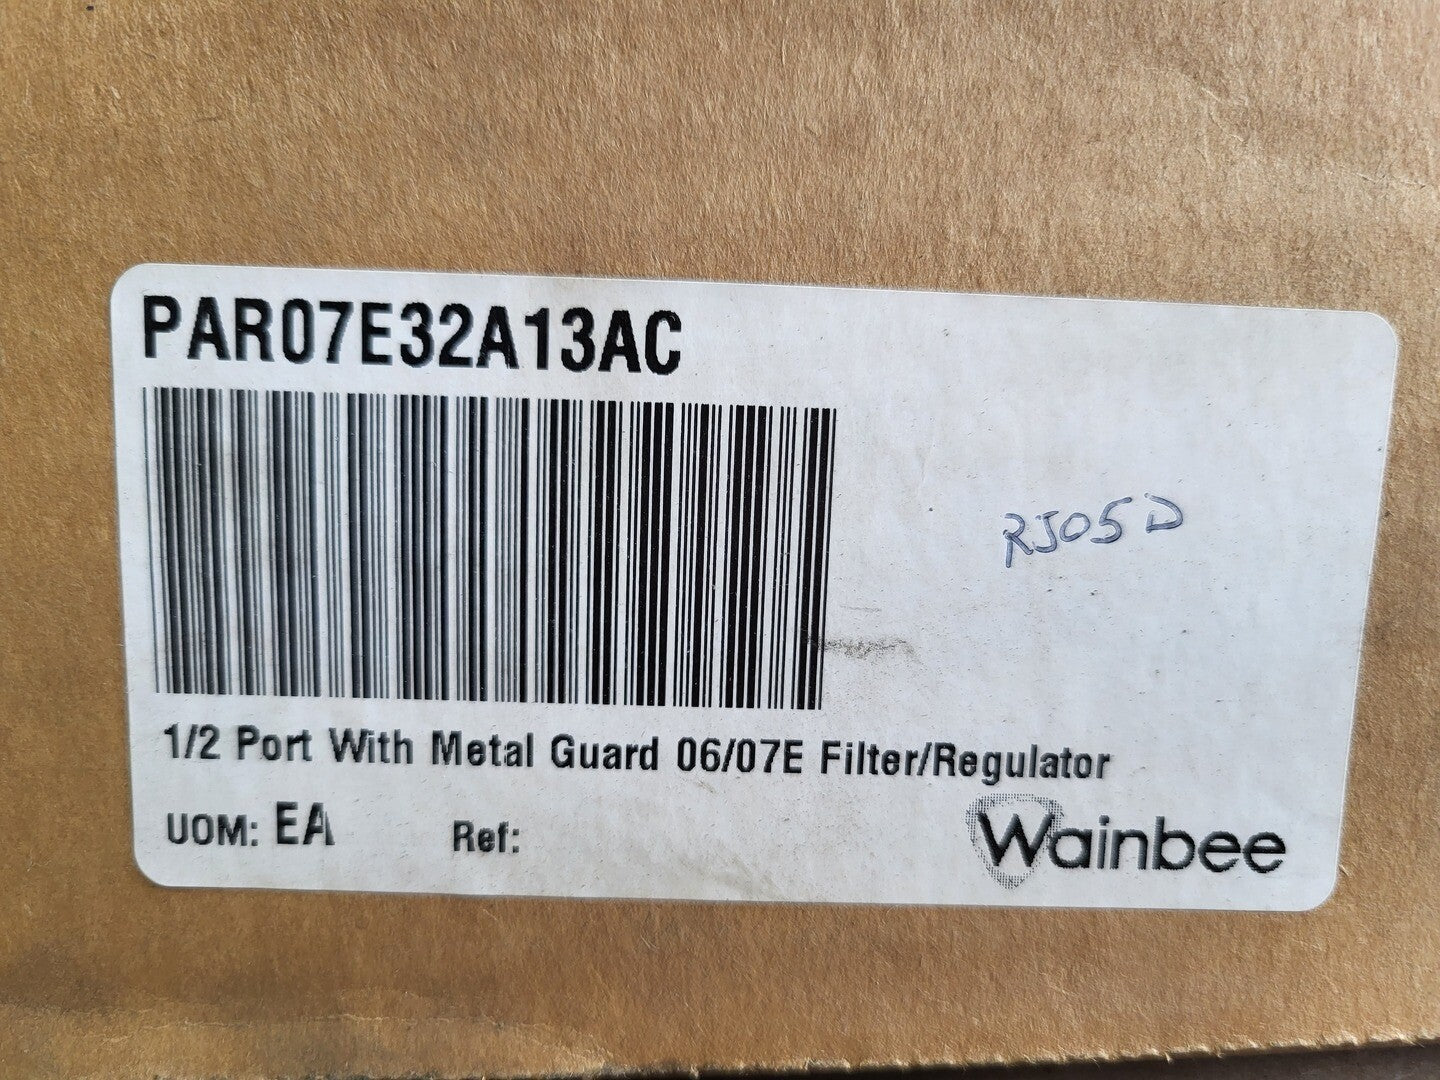 PAR07E32A13AC
RJ05D
1/2 Port With Metal Guard 06/07E Filter/Regulator
UOM: EA Ref:
Wainbee